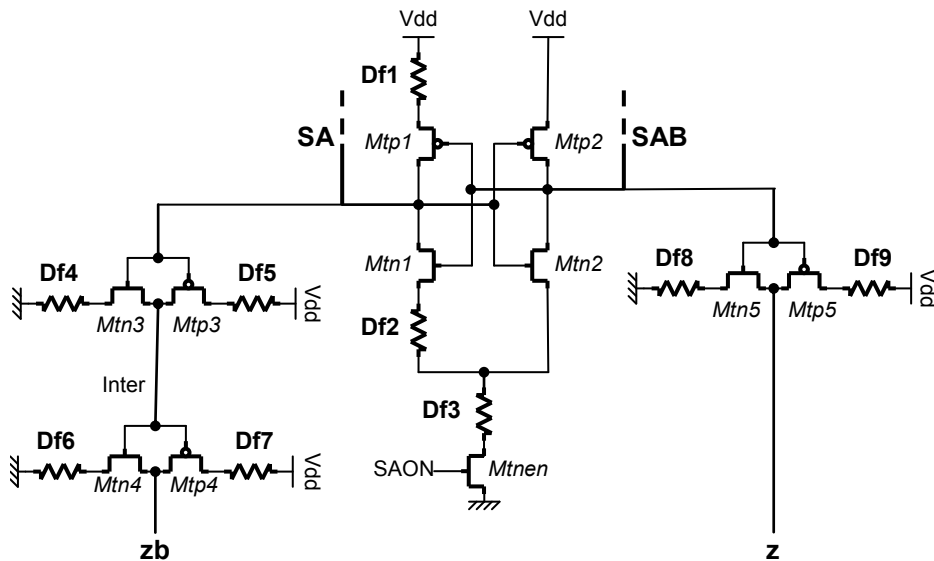 Vdd
Vdd
Df1
SA
Mtp1
Mtp2
SAB
Df4
Df5
Mtn1
Mtn2
Df8
Df9
Vdd
Vdd
Mtn3
Mtp3
Df2
Mtn5
Mtp5
Inter
Df3
Df6
Df7
SAON
Mtnen
Vdd
Mtn4
Mtp4
zb
z